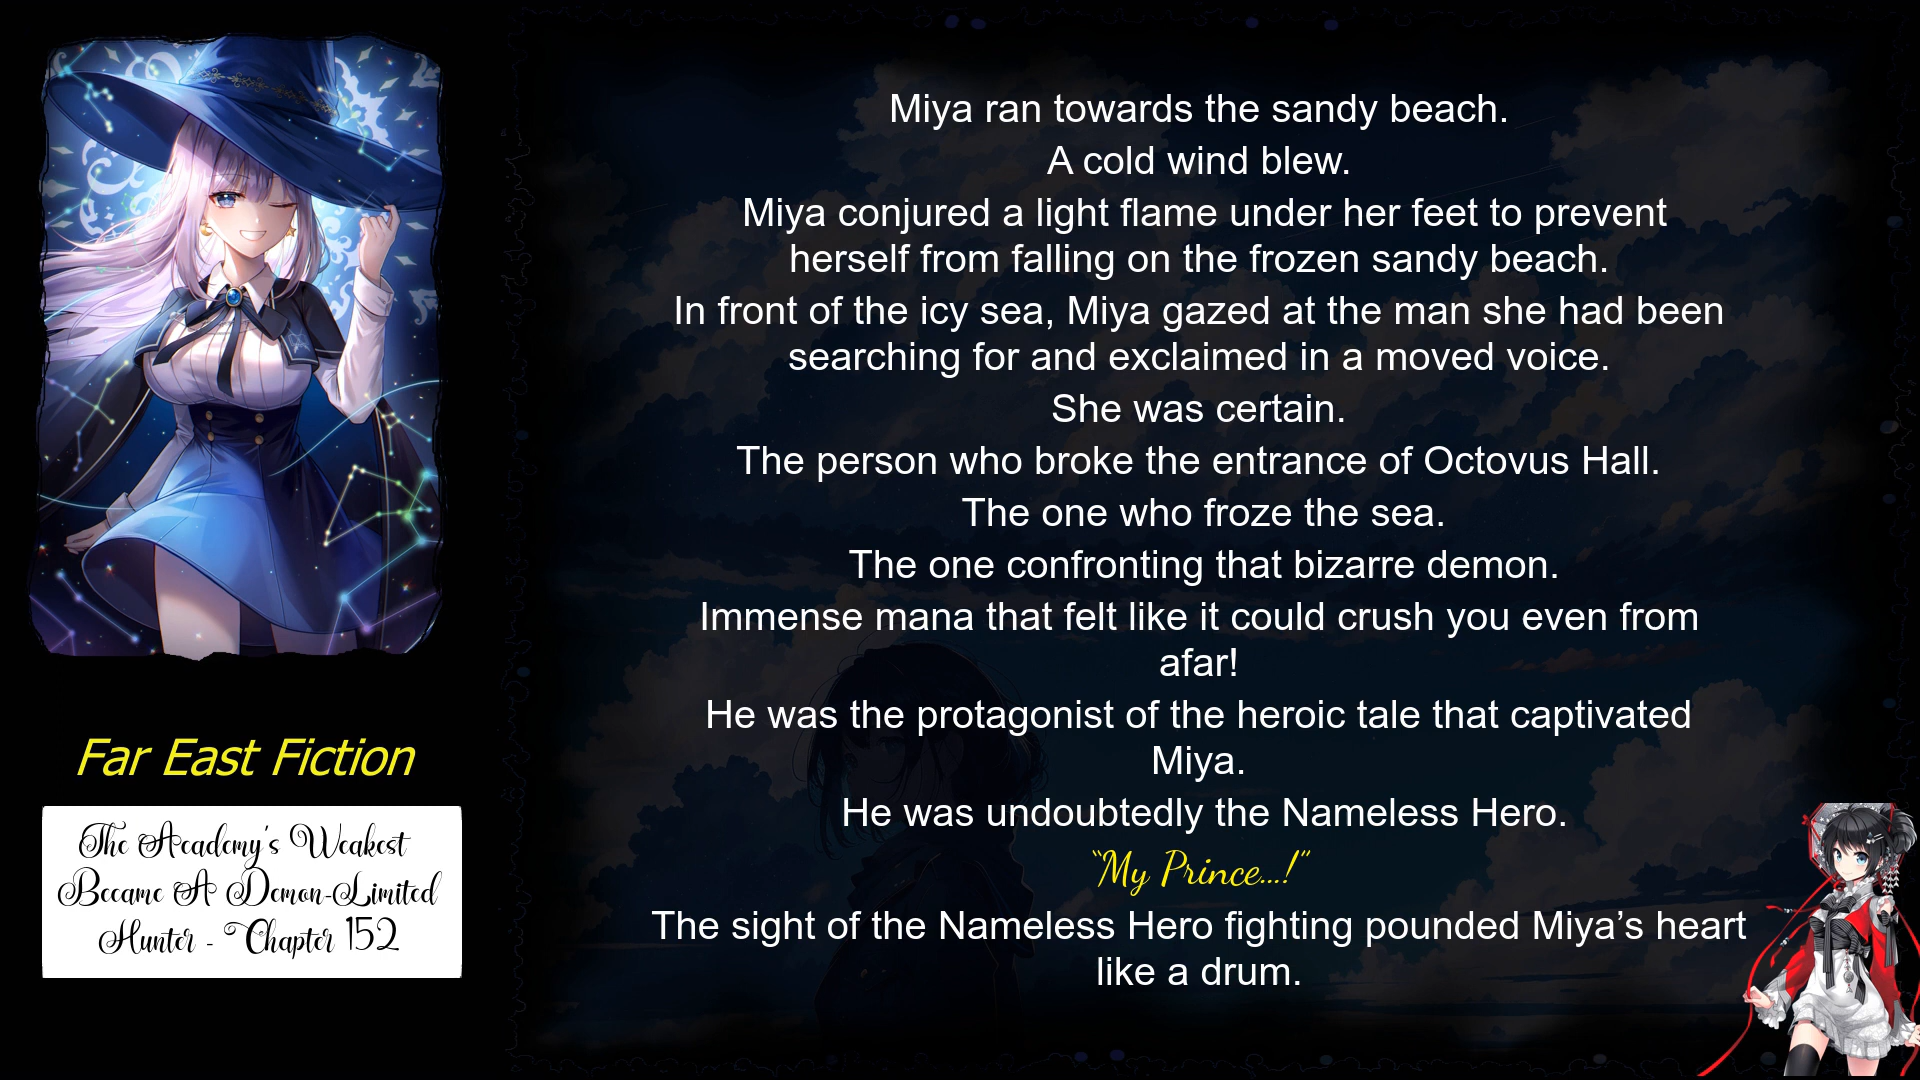 Far East Fiction
The Academy's Weakest
Became A Demon-Limited
Hunter - Chapter 152
Miya ran towards the sandy beach.
A cold wind blew.
Miya conjured a light flame under her feet to prevent
herself from falling on the frozen sandy beach.
In front of the icy sea, Miya gazed at the man she had been
searching for and exclaimed in a moved voice.
She was certain.
The person who broke the entrance of Octovus Hall.
The one who froze the sea.
The one confronting that bizarre demon.
Immense mana that felt like it could crush you even from
afar!
He was the protagonist of the heroic tale that captivated
Miya.
He was undoubtedly the Nameless Hero.
“My Prince...!”
The sight of the Nameless Hero fighting pounded Miya’s heart
like a drum.